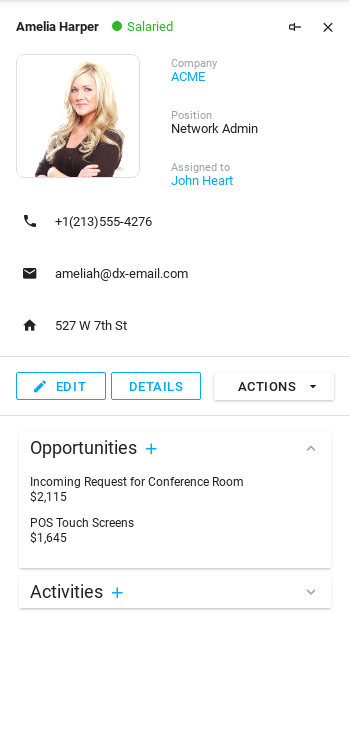 Amelia Harper
Salaried
Company
ACME
Position
Network Admin
Assigned to
John Heart
+1(213)555-4276
ameliah@dx-email.com
527 W 7th St
EDIT
DETAILS
ACTIONS
Opportunities
Incoming Request for Conference Room
$2,115
POS Touch Screens
$1,645
Activities